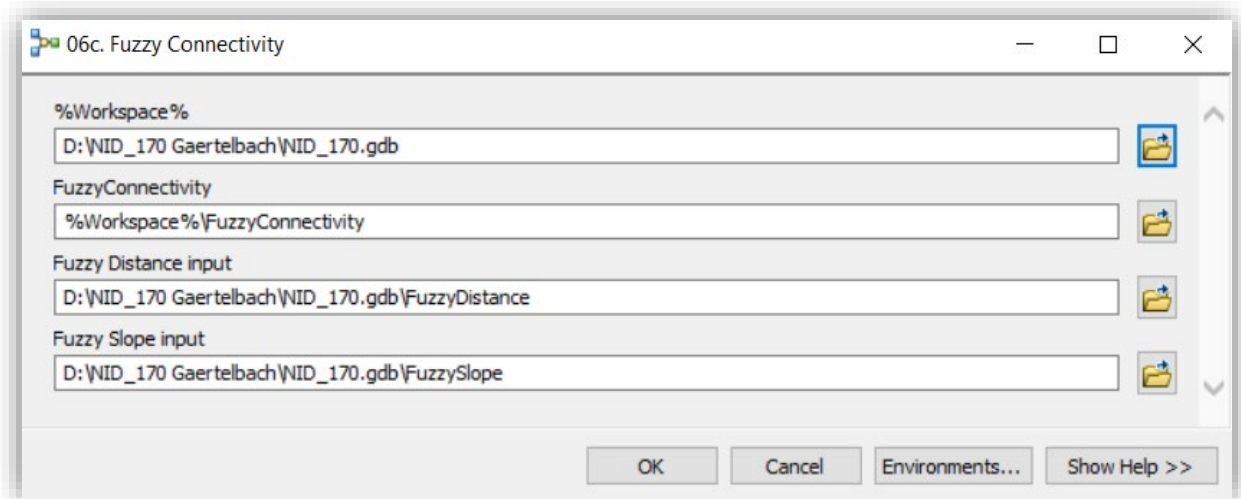 06c. Fuzzy Connectivity
%Workspace%
D:\NID_170 Gaertelbach\NID_170.gdb
FuzzyConnectivity
%Workspace%\FuzzyConnectivity
Fuzzy Distance input
D:\NID_170 Gaertelbach\NID_170.gdb\FuzzyDistance
Fuzzy Slope input
D:\NID_170 Gaertelbach\NID_170.gdb\FuzzySlope
OK Cancel Environments... Show Help >>